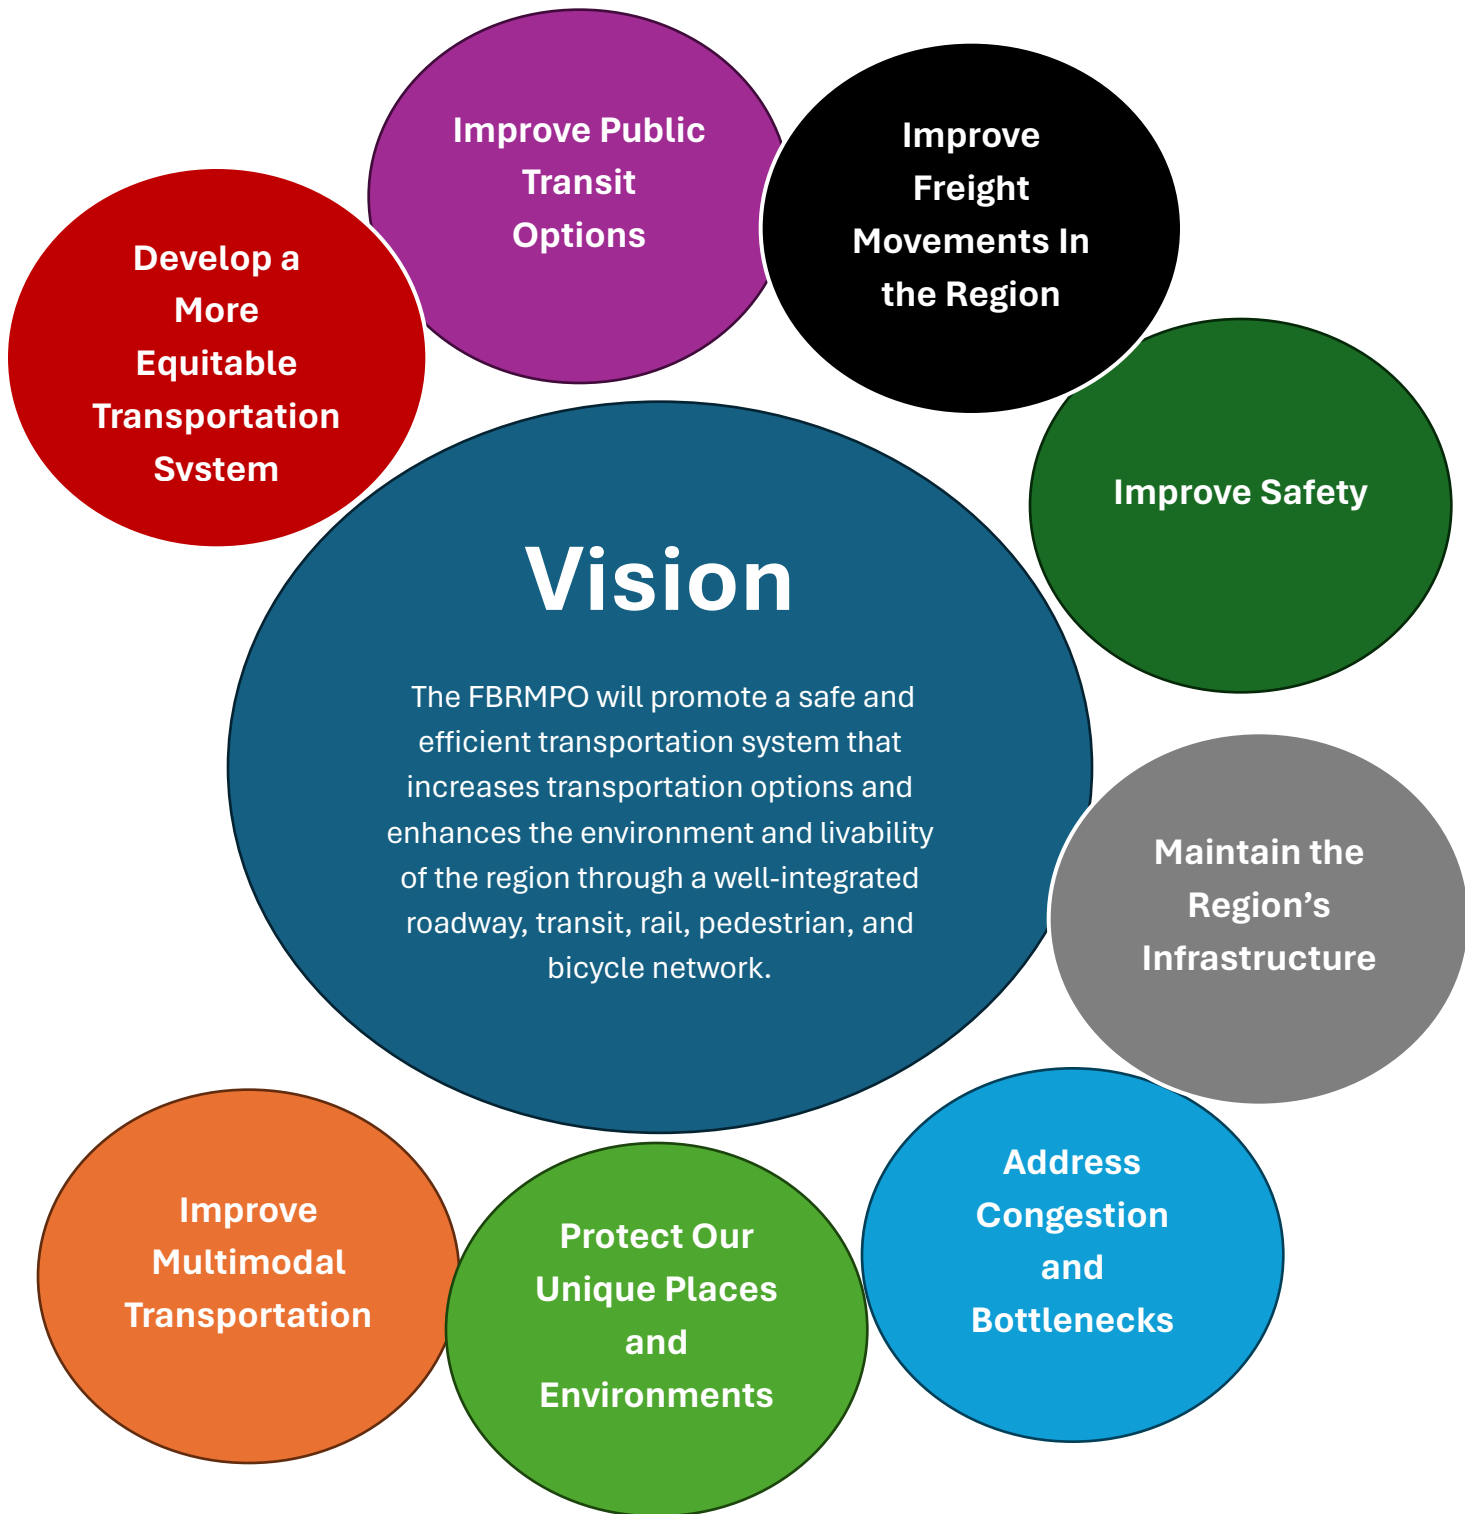 Improve Public
Transit
Options
Improve
Freight
Movements In
the Region
Develop a
More
Equitable
Transportation
System
Improve Safety
Vision
The FBRMPO will promote a safe and
efficient transportation system that
increases transportation options and
enhances the environment and livability
of the region through a well-integrated
roadway, transit, rail, pedestrian, and
bicycle network.
Maintain the
Region’s
Infrastructure
Address
Congestion
and
Bottlenecks
Improve
Multimodal
Transportation
Protect Our
Unique Places
and
Environments